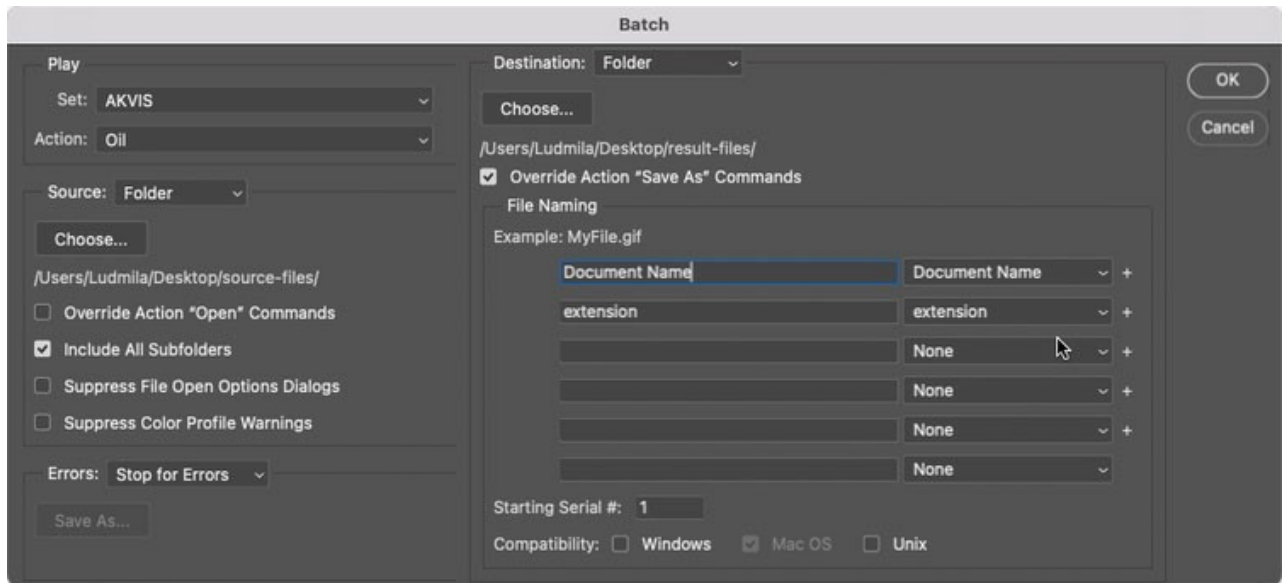 Batch
Play
Set: AKVIS
Action: Oil
Source: Folder
Choose...
/Users/Ludmila/Desktop/source-files/
Override Action “Open” Commands
Include All Subfolders
Suppress File Open Options Dialogs
Suppress Color Profile Warnings
Errors: Stop for Errors
Save As...
Destination: Folder
Choose...
/Users/Ludmila/Desktop/result-files/
Override Action “Save As” Commands
File Naming
Example: MyFile.gif
Document Name Document Name +
extension extension +
None +
None +
None +
None
Starting Serial #: 1
Compatibility: Windows Mac OS Unix
OK
Cancel